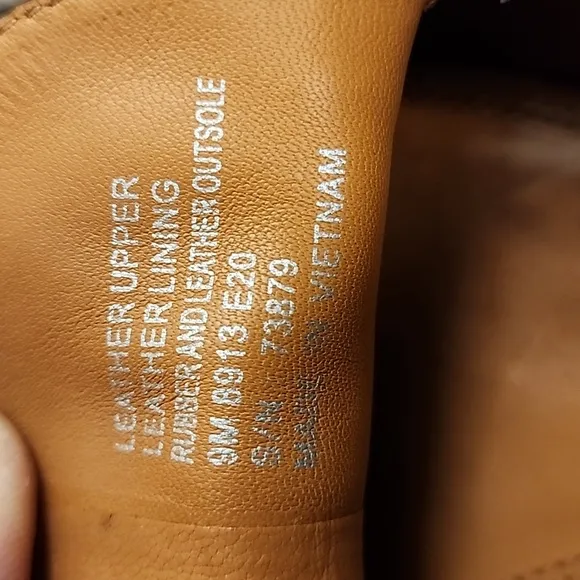 LEATHER UPPER
LEATHER LINING
RUBBER AND LEATHER OUTSOLE
9M 8913 E20
S/N 73879
MADE IN VIETNAM